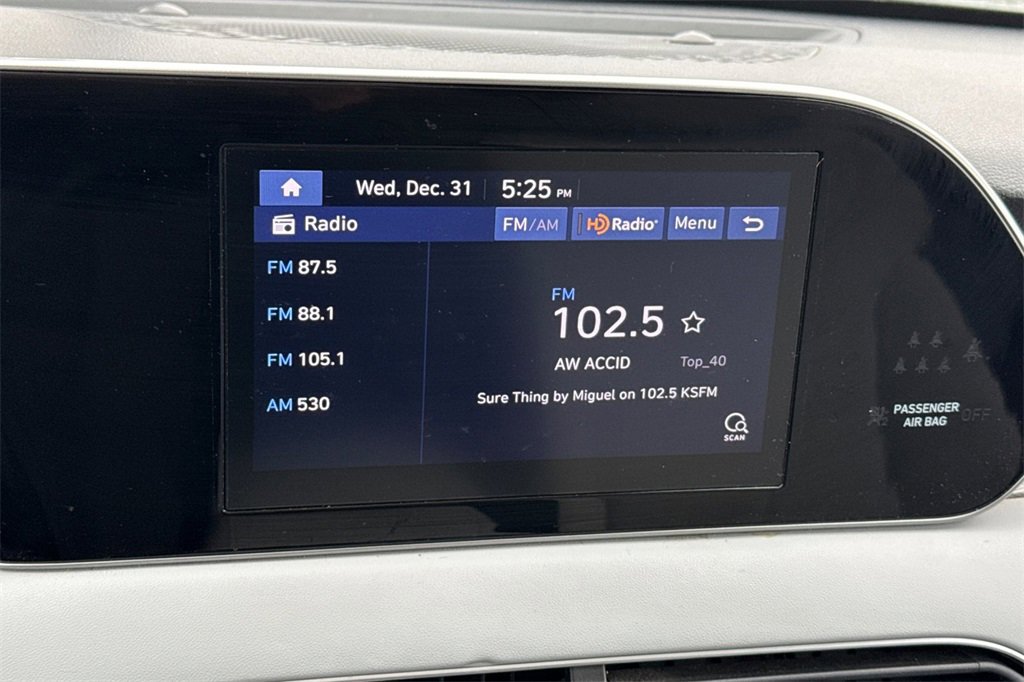 Wed, Dec. 31 5:25 PM
Radio FM/AM HD Radio® Menu
FM 87.5
FM 88.1
FM 105.1
AM 530
FM
102.5
AW ACCID Top_40
Sure Thing by Miguel on 102.5 KSFM
SCAN
PASSENGER
AIR BAG OFF